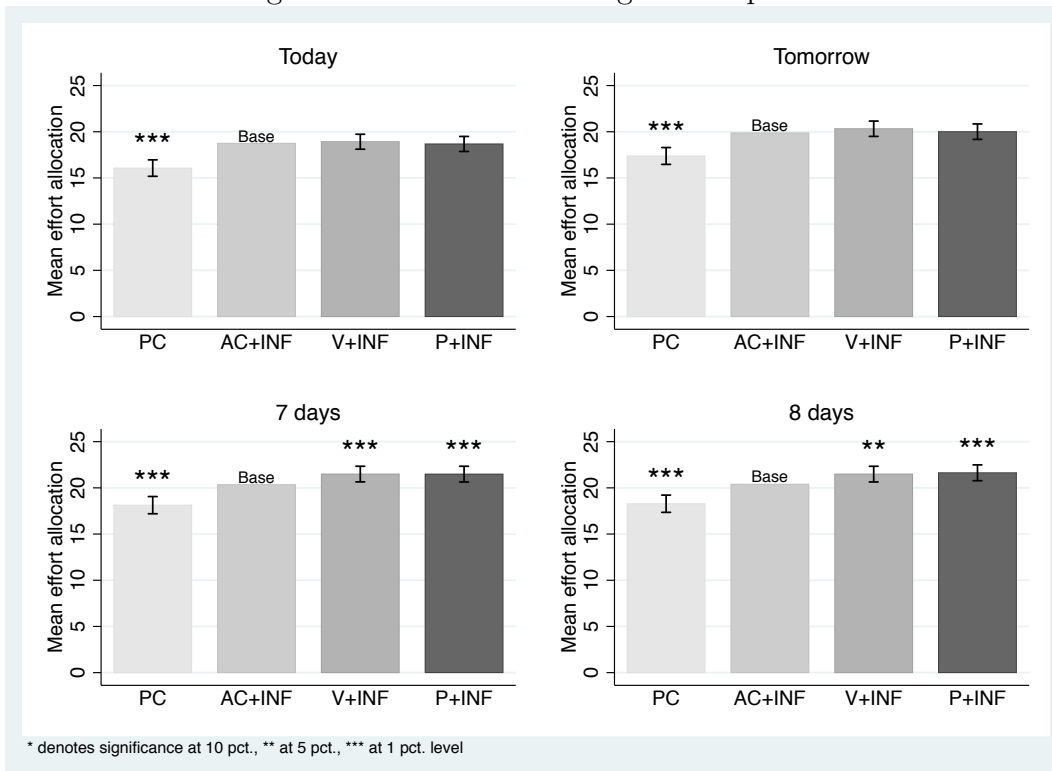 Today
Mean effort allocation
0 5 10 15 20 25
*** Base
PC AC+INF V+INF P+INF
Tomorrow
Mean effort allocation
0 5 10 15 20 25
*** Base
PC AC+INF V+INF P+INF
7 days
Mean effort allocation
0 5 10 15 20 25
*** Base *** ***
PC AC+INF V+INF P+INF
8 days
Mean effort allocation
0 5 10 15 20 25
*** Base ** ***
PC AC+INF V+INF P+INF
* denotes significance at 10 pct., ** at 5 pct., *** at 1 pct. level